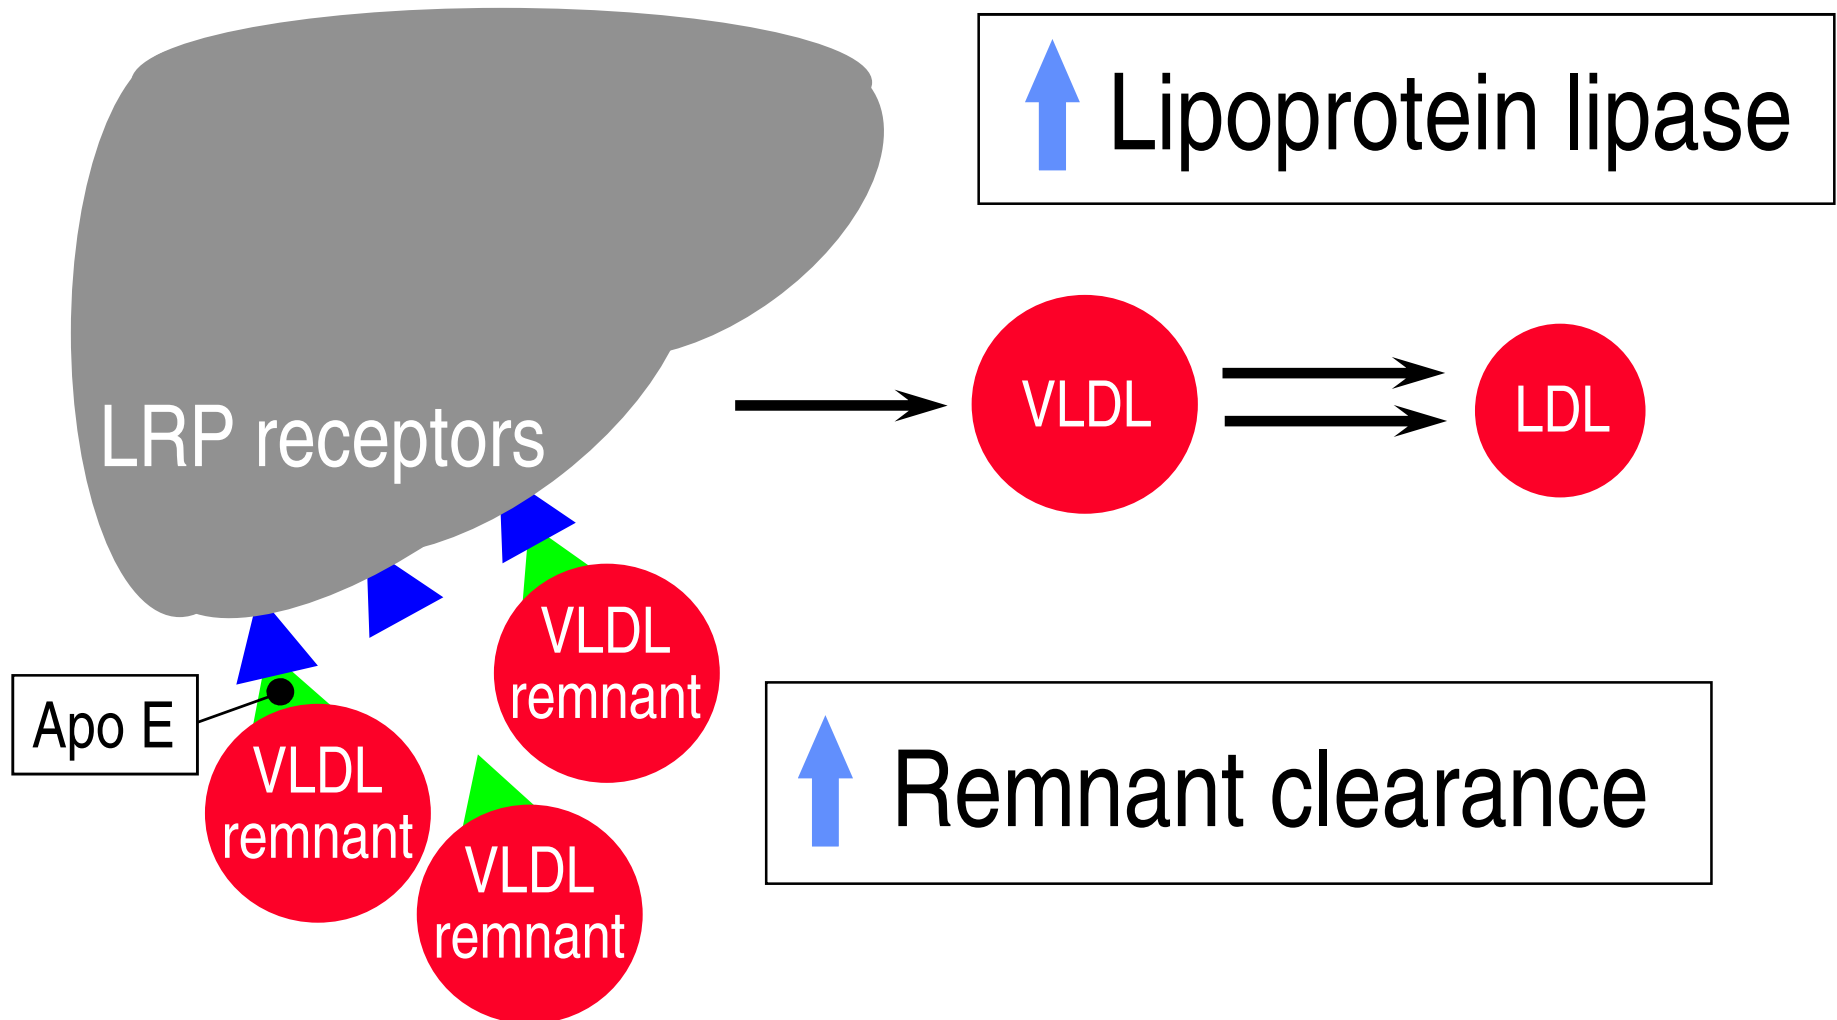 Lipoprotein lipase
LRP receptors
VLDL
LDL
Apo E
VLDL
remnant
VLDL
remnant
VLDL
remnant
Remnant clearance